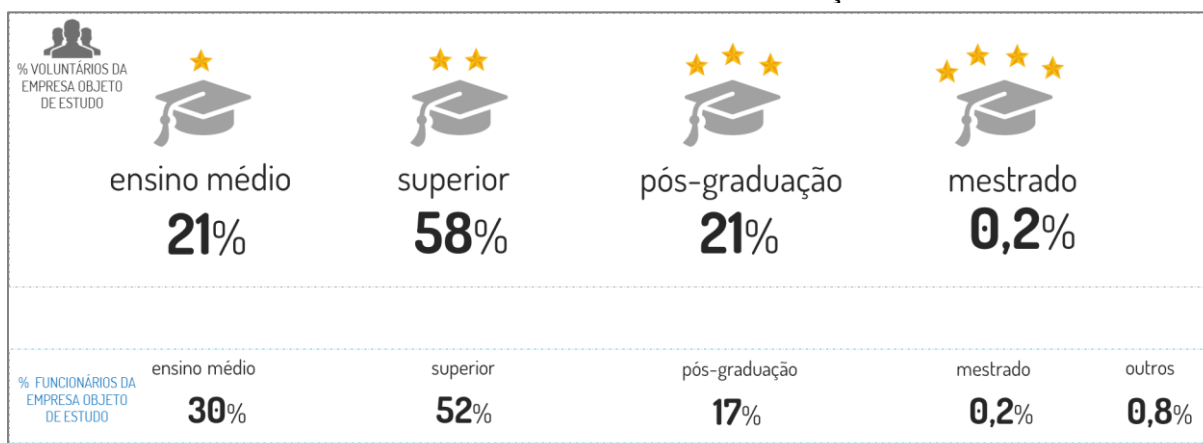 % VOLUNTÁRIOS DA
EMPRESA OBJETO
DE ESTUDO
ensino médio
21%
superior
58%
pós-graduação
21%
mestrado
0,2%
% FUNCIONÁRIOS DA
EMPRESA OBJETO
DE ESTUDO
ensino médio
30%
superior
52%
pós-graduação
17%
mestrado
0,2%
outros
0,8%